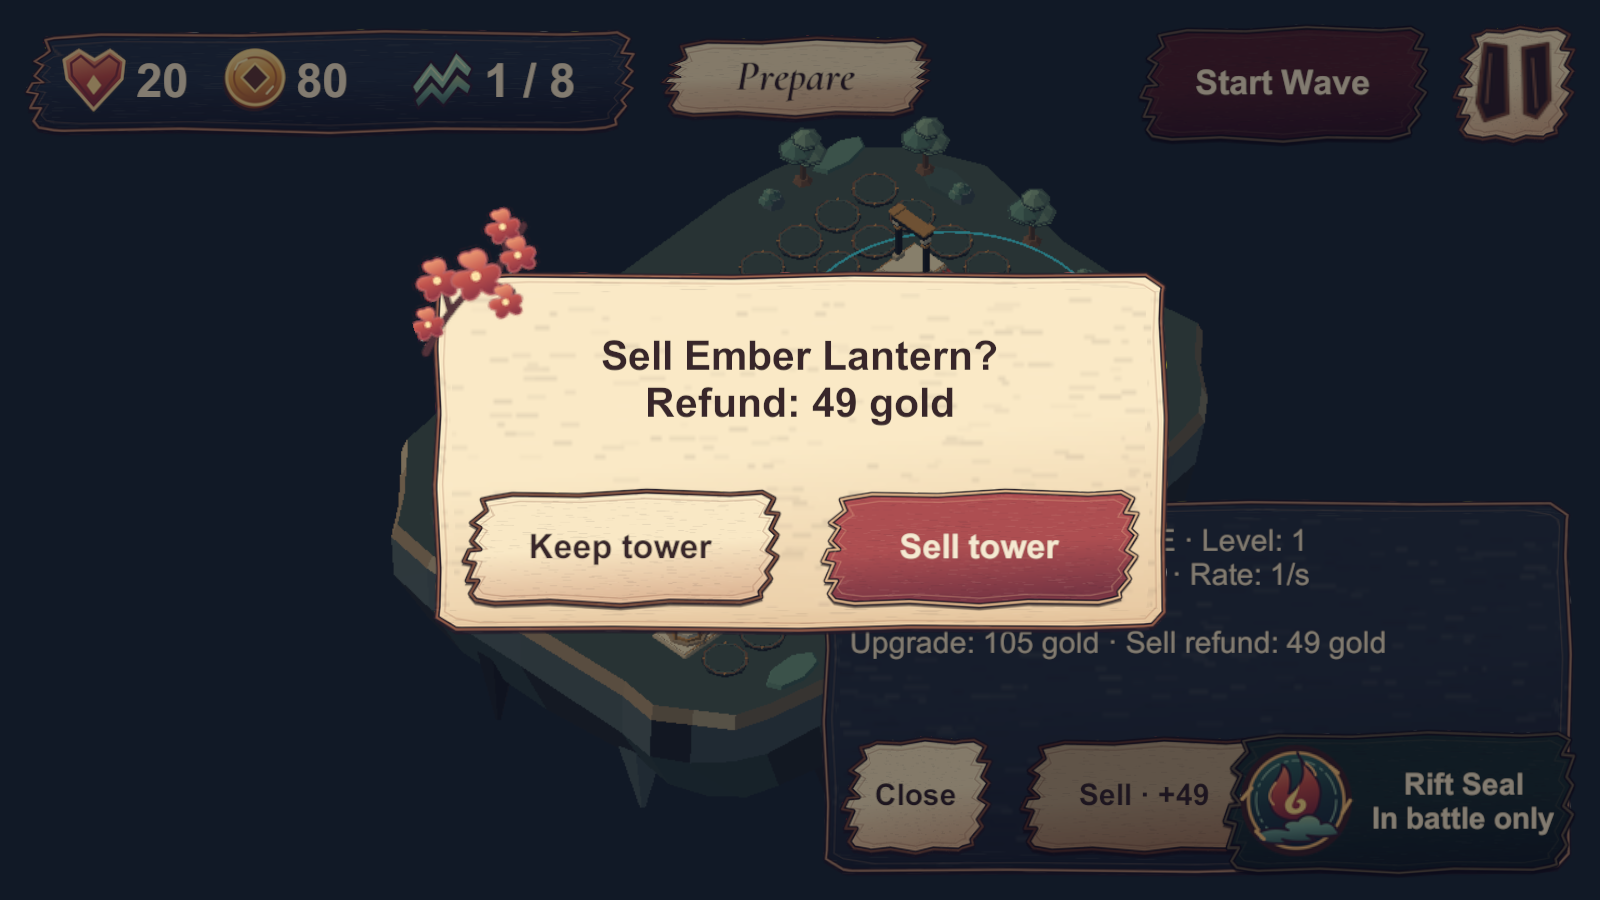 20 80 1 / 8
Prepare
Start Wave
Sell Ember Lantern?
Refund: 49 gold
Keep tower
Sell tower
· Level: 1
· Rate: 1/s
Upgrade: 105 gold · Sell refund: 49 gold
Close
Sell · +49
Rift Seal
In battle only